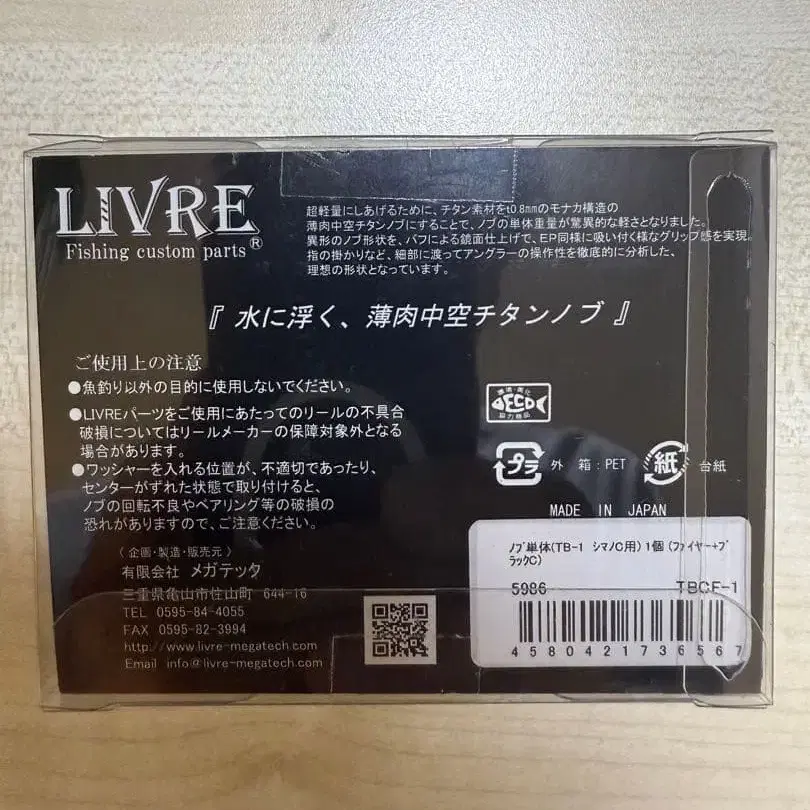 LIVRE
Fishing custom parts®
超軽量にしあげるために、チタン素材をt0.8mmのモナカ構造の
薄肉中空チタンノブにすることで、ノブの単体重量が驚異的な軽さとなりました。
異形のノブ形状を、バフによる鏡面仕上げで、EP同様に吸い付く様なグリップ感を実現。
指の掛かりなど、細部に渡ってアングラーの操作性を徹底的に分析した、
理想の形状となっています。
『 水に浮く、薄肉中空チタンノブ 』
ご使用上の注意
●魚釣り以外の目的に使用しないでください。
●LIVREパーツをご使用にあたってのリールの不具合
破損についてはリールメーカーの保障対象外となる
場合があります。
●ワッシャーを入れる位置が、不適切であったり、
センターがずれた状態で取り付けると、
ノブの回転不良やベアリング等の破損の
恐れがありますので、ご注意ください。
（企画・製造・販売元）
有限会社 メガテック
三重県亀山市佐山町 644-16
TEL 0595-84-4055
FAX 0595-82-3994
http://www.livre-megatech.com/
Email info@livre-megatech.com
環境・美化
ECO
協力商品
プラ 外 箱：PET 紙 台紙
MADE IN JAPAN
ﾉﾌﾞ単体(TB-1 ｼﾏﾉC用) 1個 (ﾌｧｲﾔｰ+ﾌﾞ
ﾗｯｸC)
5986 TBCF-1
4580421736567